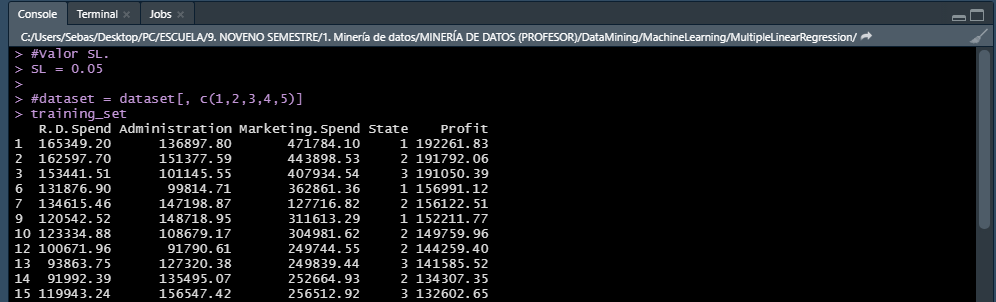 Console Terminal × Jobs ×
C:/Users/Sebas/Desktop/PC/ESCUELA/9. NOVENO SEMESTRE/1. Minería de datos/MINERÍA DE DATOS (PROFESOR)/DataMining/MachineLearning/MultipleLinearRegression/
> #Valor SL.
> SL = 0.05
>
> #dataset = dataset[, c(1,2,3,4,5)]
> training_set
R.D.Spend Administration Marketing.Spend State Profit
1 165349.20 136897.80 471784.10 1 192261.83
2 162597.70 151377.59 443898.53 2 191792.06
3 153441.51 101145.55 407934.54 3 191050.39
6 131876.90 99814.71 362861.36 1 156991.12
7 134615.46 147198.87 127716.82 2 156122.51
9 120542.52 148718.95 311613.29 1 152211.77
10 123334.88 108679.17 304981.62 2 149759.96
12 100671.96 91790.61 249744.55 2 144259.40
13 93863.75 127320.38 249839.44 3 141585.52
14 91992.39 135495.07 252664.93 2 134307.35
15 119943.24 156547.42 256512.92 3 132602.65